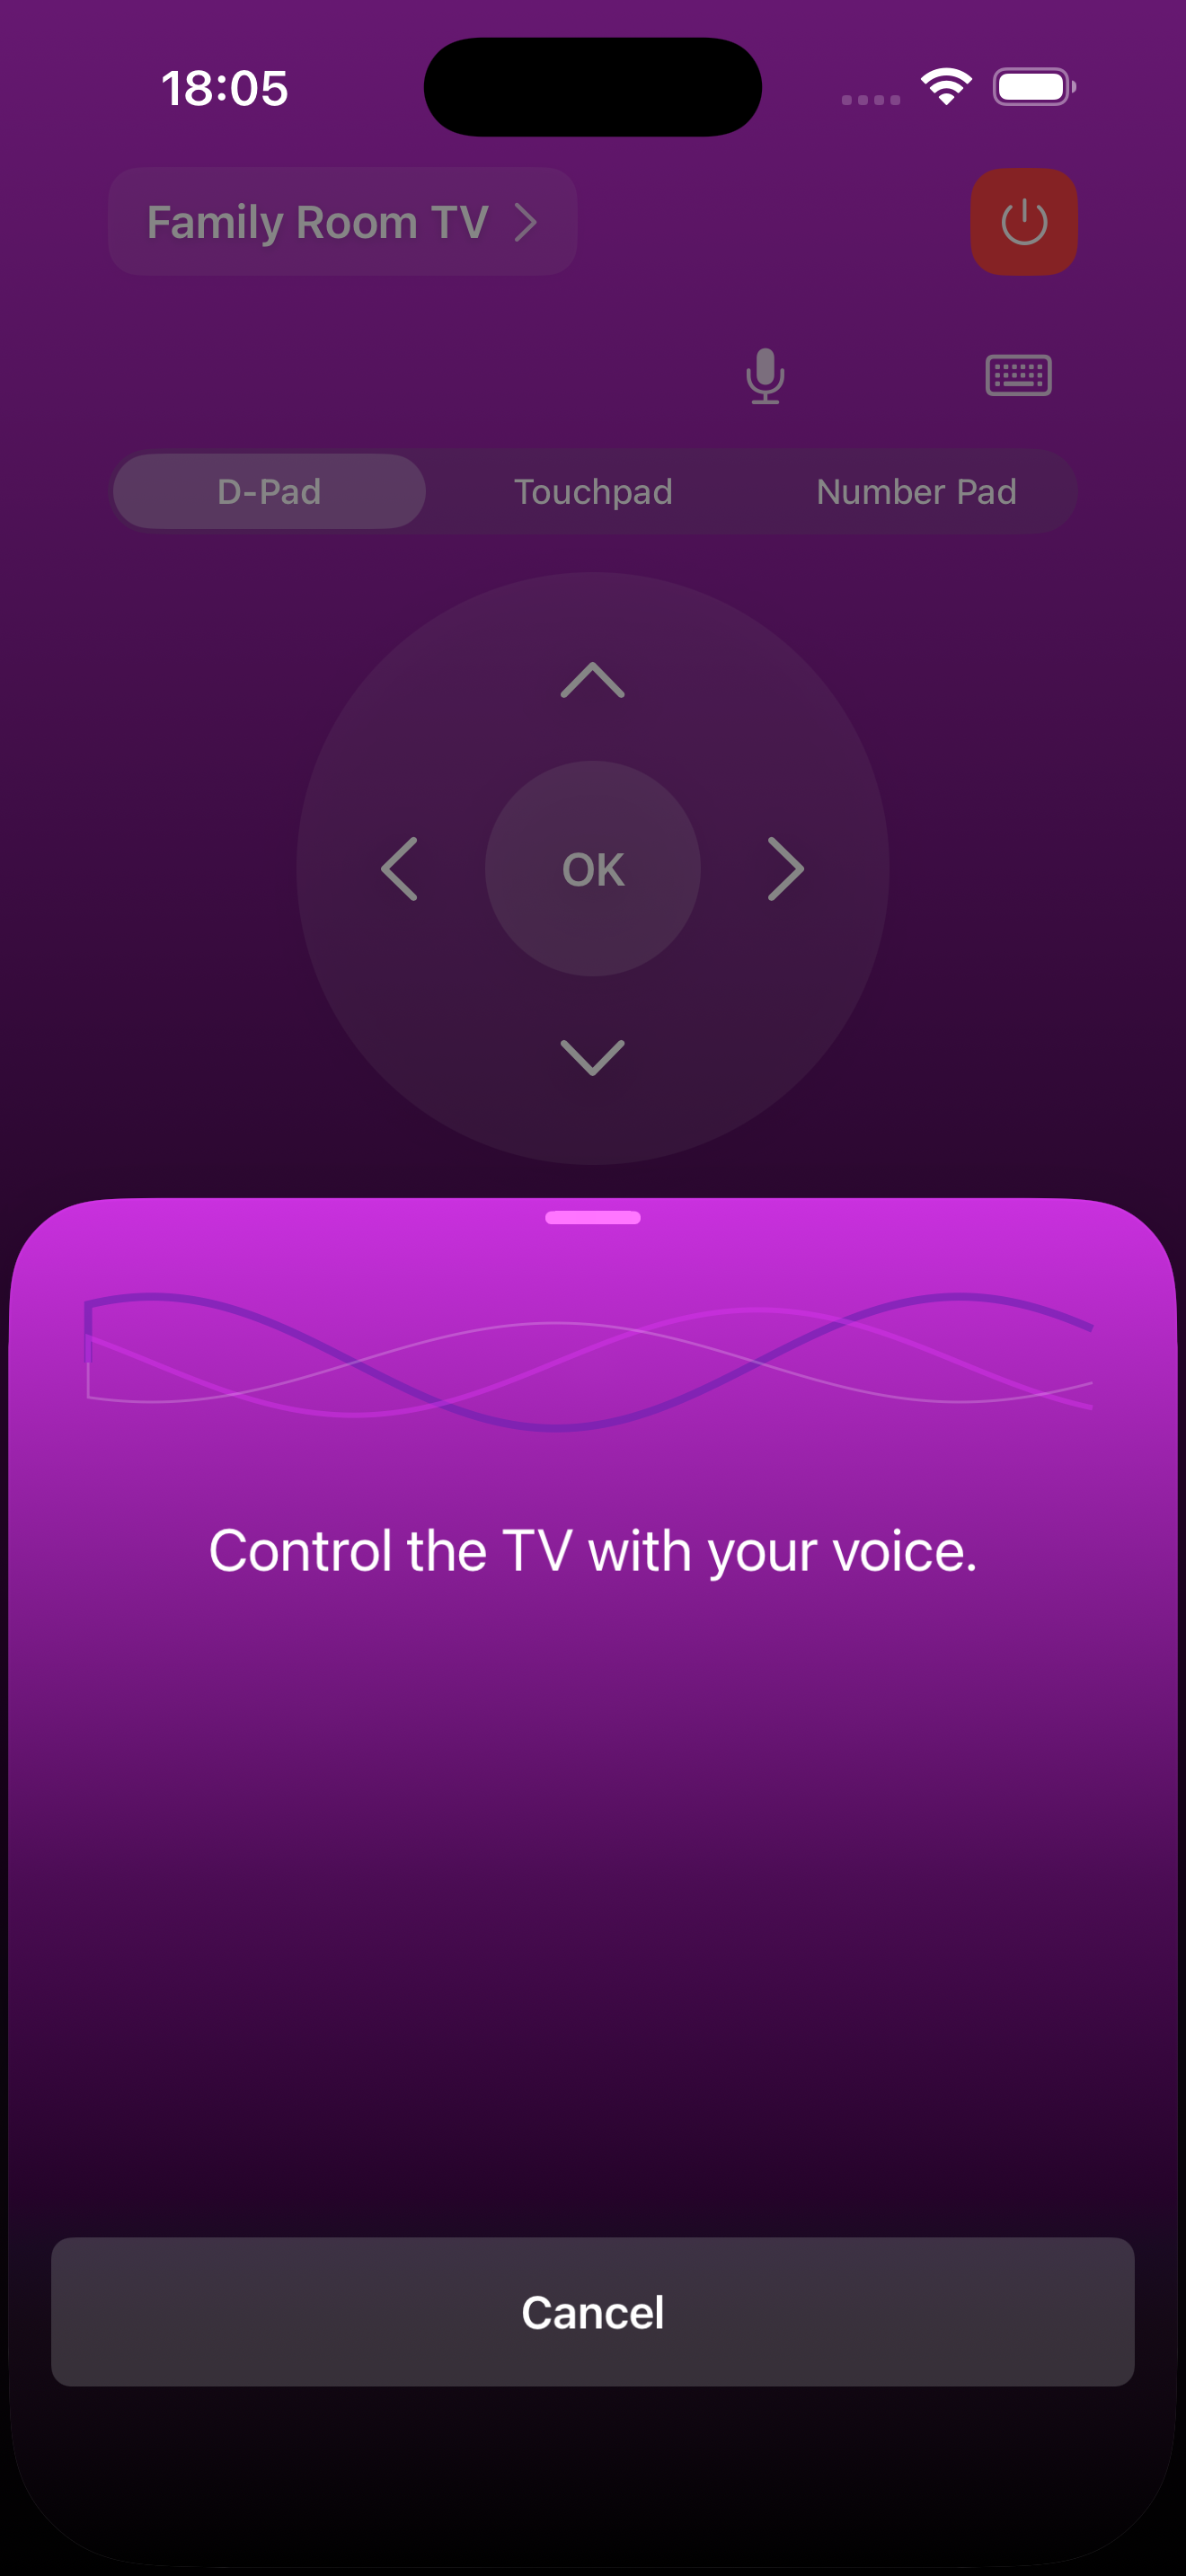 18:05
Family Room TV
D-Pad
Touchpad
Number Pad
OK
Control the TV with your voice.
Cancel